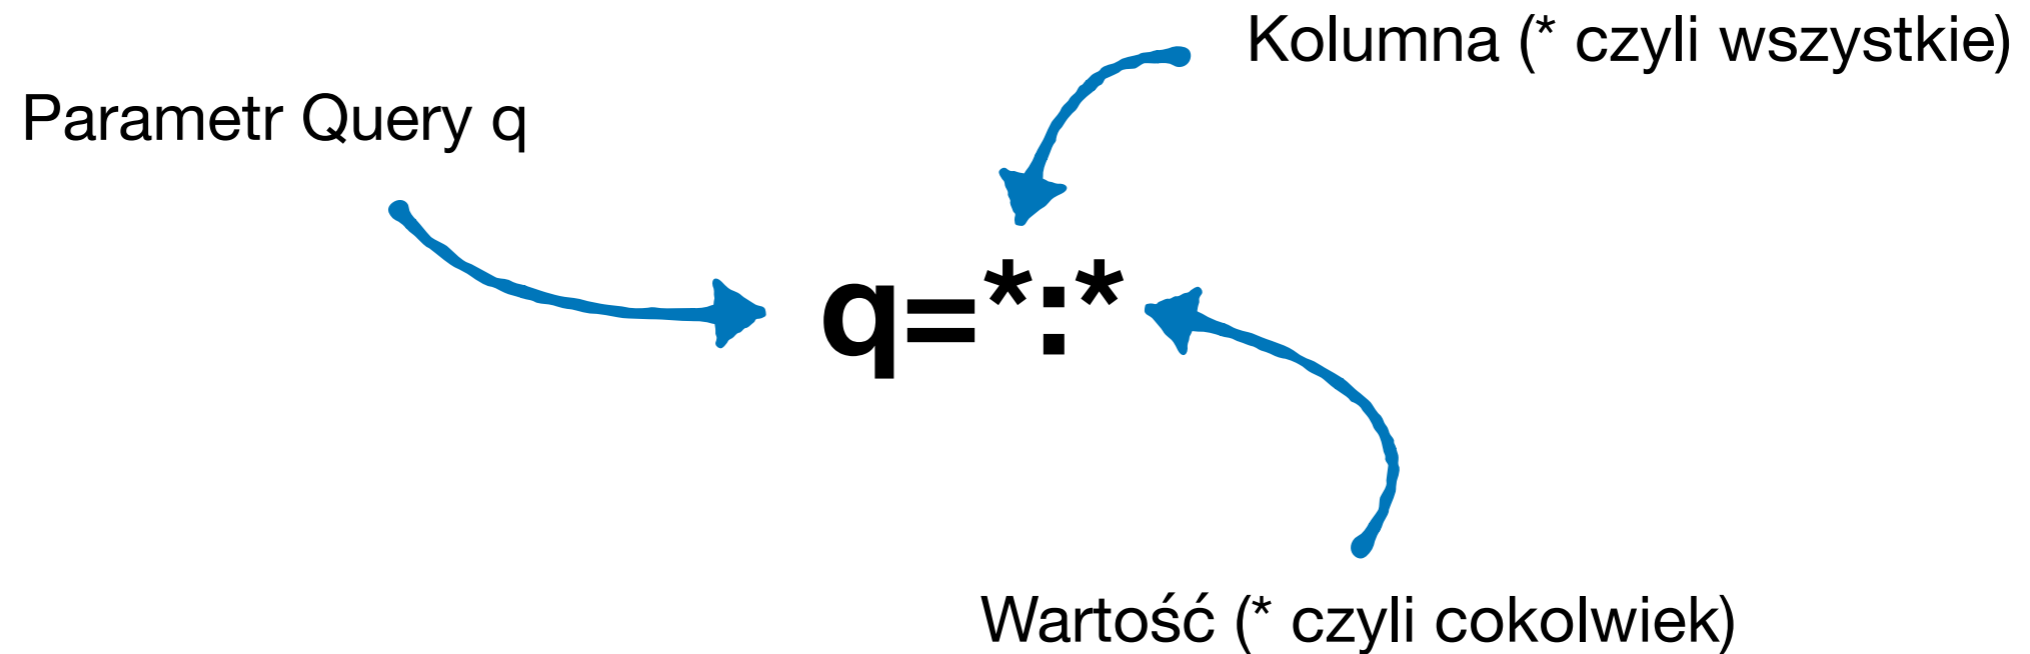 Kolumna (* czyli wszystkie)
Parametr Query q
q=*:*
Wartość (* czyli cokolwiek)